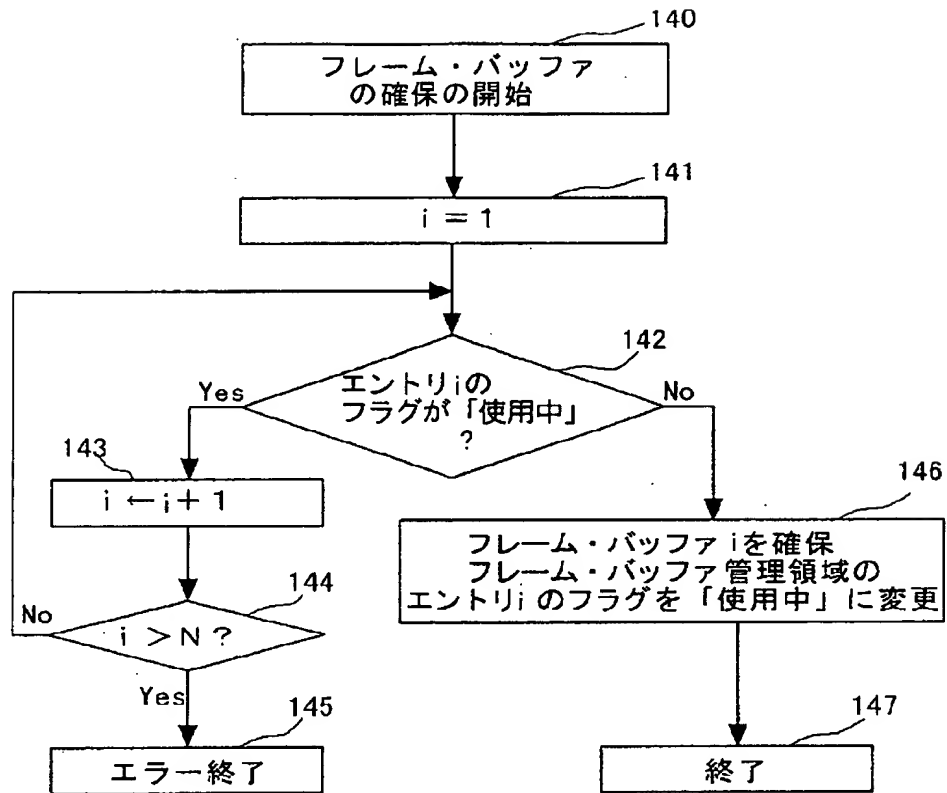 140
フレーム・バッファ
の確保の開始
141
i = 1
142
エントリiの
フラグが「使用中」
?
Yes
No
143
i ← i + 1
144
i > N ?
No
Yes
145
エラー終了
146
フレーム・バッファ iを確保
フレーム・バッファ管理領域の
エントリi のフラグを「使用中」に変更
147
終了